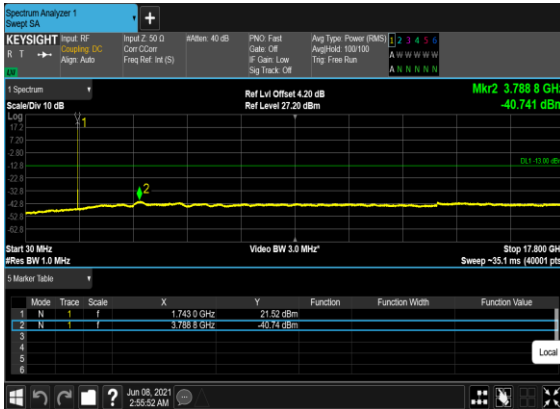 Spectrum Analyzer 1
Swept SA
+
KEYSIGHT Input: RF Input Z: 50 Ω #Atten: 40 dB PNO: Fast Avg Type: Power (RMS) 1 2 3 4 5 6
R T Coupling: DC Corr CCorr Gate: Off Avg|Hold: 100/100 A W W W W W
Align: Auto Freq Ref: Int (S) IF Gain: Low Trig: Free Run
LXI Sig Track: Off A N N N N N
1 Spectrum
Mkr2 3.788 8 GHz
Ref Lvl Offset 4.20 dB
Scale/Div 10 dB Ref Level 27.20 dBm -40.741 dBm
Log
17.2
7.20
-2.80
-12.8
-22.8
-32.8
-42.8
-52.8
-62.8
1
2
DL1 -13.00 dBm
Start 30 MHz Video BW 3.0 MHz* Stop 17.800 GHz
#Res BW 1.0 MHz Sweep ~35.1 ms (40001 pts)
5 Marker Table
Mode Trace Scale X Y Function Function Width Function Value
1 N 1 f 1.743 0 GHz 21.52 dBm
2 N 1 f 3.788 8 GHz -40.74 dBm
3
4
5
6
Local
?
Jun 08, 2021
2:55:52 AM